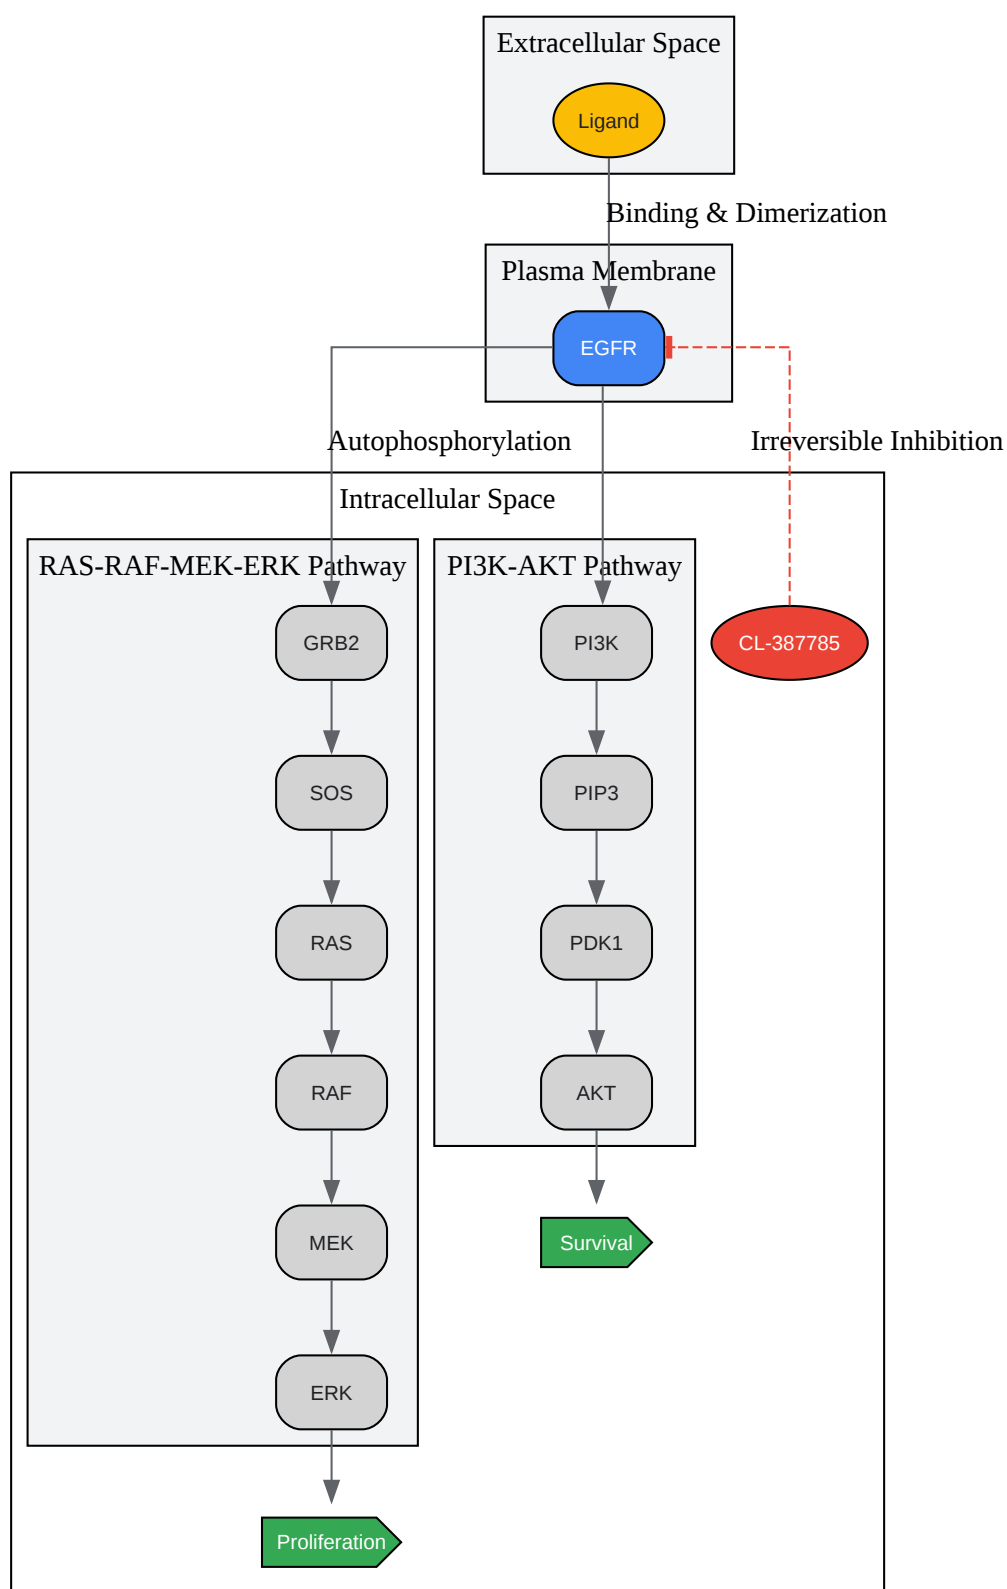 Extracellular Space
Ligand
Binding & Dimerization
Plasma Membrane
EGFR
Autophosphorylation
Irreversible Inhibition
Intracellular Space
RAS-RAF-MEK-ERK Pathway
PI3K-AKT Pathway
GRB2
PI3K
CL-387785
SOS
PIP3
RAS
PDK1
RAF
AKT
MEK
Survival
ERK
Proliferation